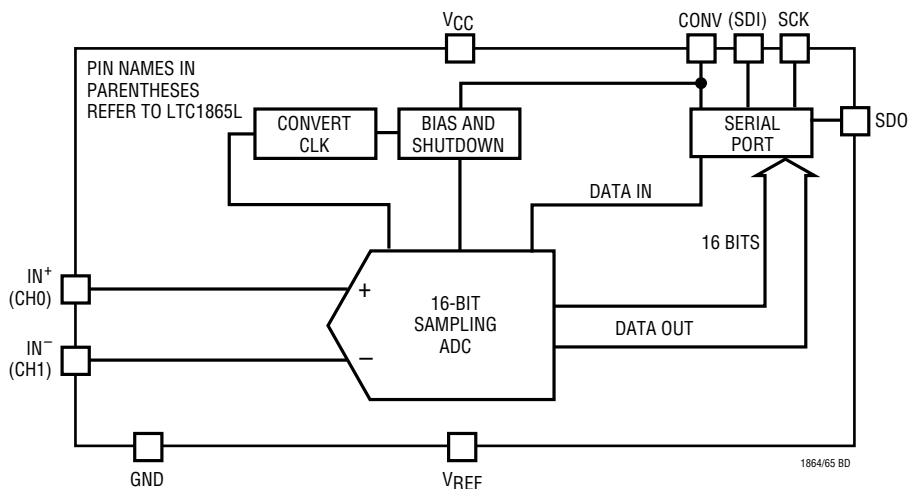 VCC
CONV (SDI) SCK
PIN NAMES IN
PARENTHESES
REFER TO LTC1865L
CONVERT
CLK
BIAS AND
SHUTDOWN
SERIAL
PORT
SDO
DATA IN
16 BITS
IN+
(CH0)
+
16-BIT
SAMPLING
ADC
DATA OUT
IN−
(CH1)
−
GND
VREF
1864/65 BD